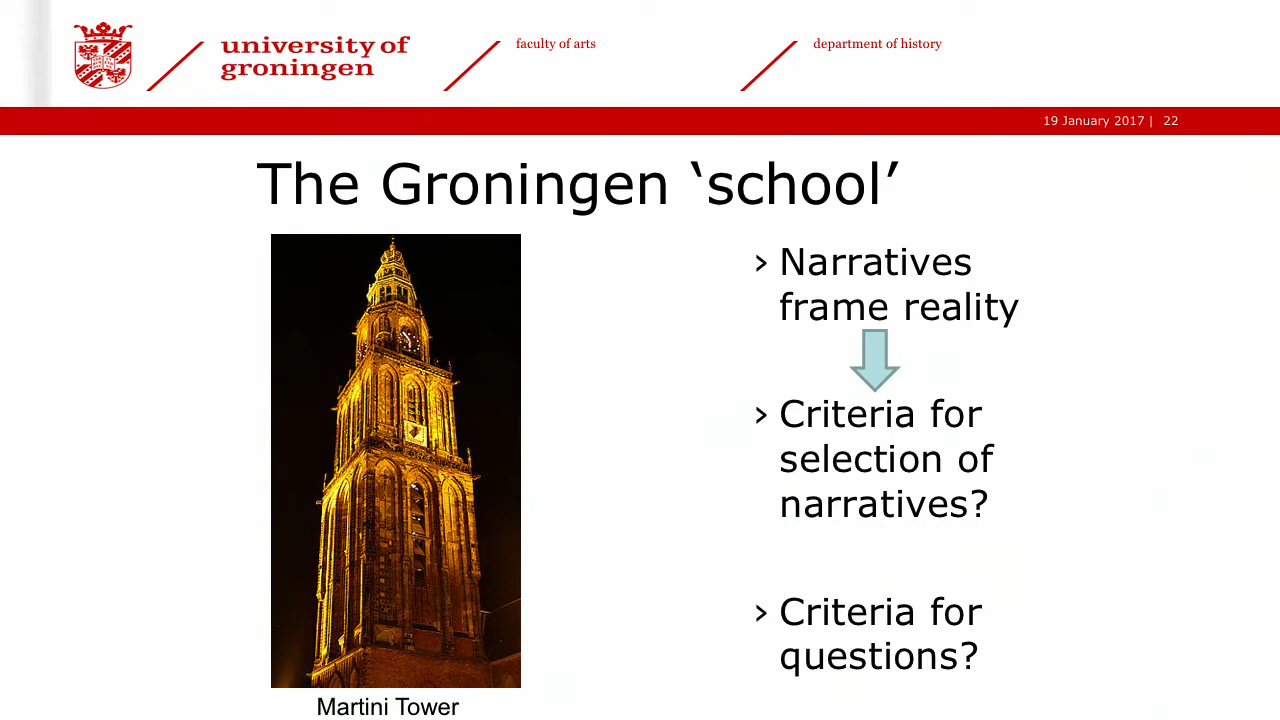 university of
groningen
faculty of arts
department of history
19 January 2017 | 22
The Groningen ‘school’
› Narratives
frame reality
› Criteria for
selection of
narratives?
› Criteria for
questions?
Martini Tower